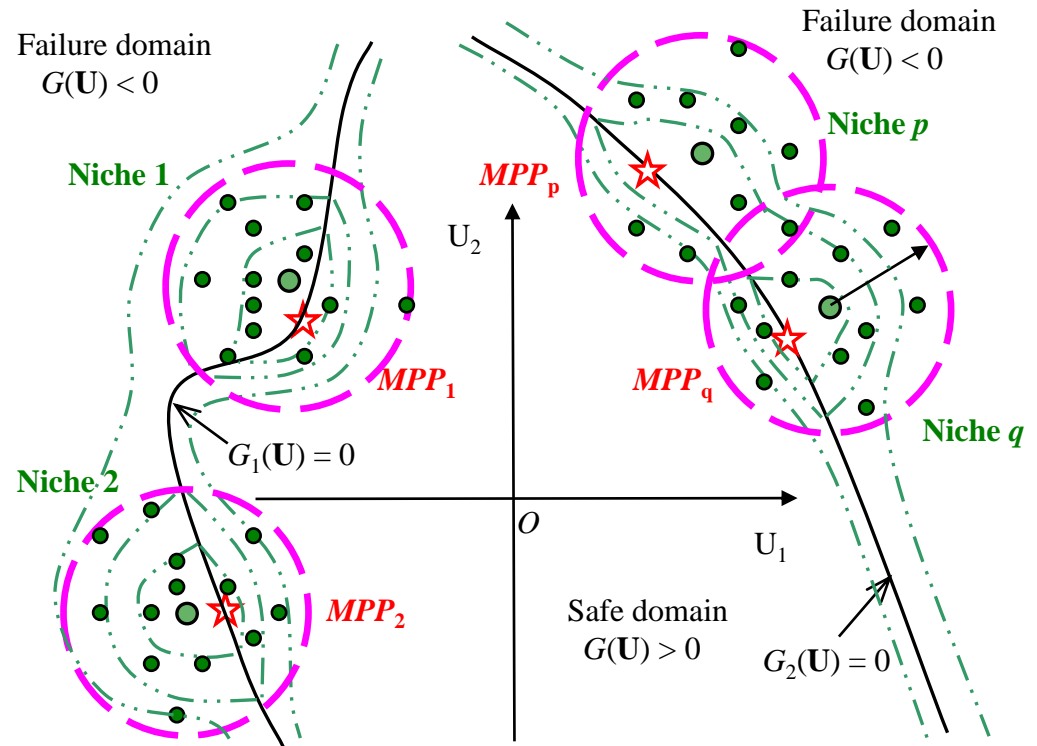 Failure domain
G(U) < 0
Failure domain
G(U) < 0
Niche p
Niche 1
MPPp
U2
MPP1
MPPq
Niche q
G1(U) = 0
Niche 2
O
U1
MPP2
Safe domain
G(U) > 0
G2(U) = 0